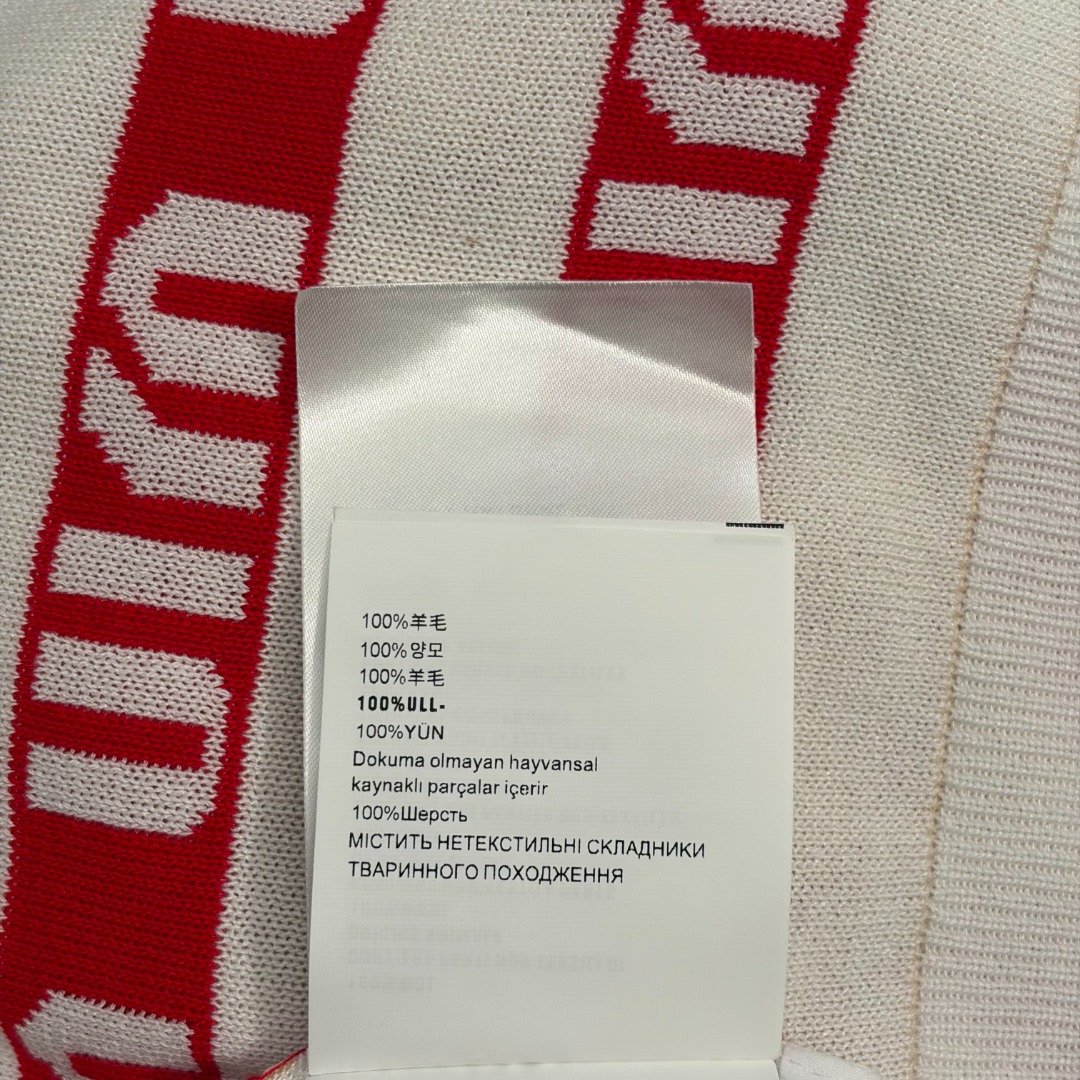 100%羊毛
100%양모
100%羊毛
100%ULL-
100%YÜN
Dokuma olmayan hayvansal
kaynaklı parçalar içerir
100%Шерсть
МІСТИТЬ НЕТЕКСТИЛЬНІ СКЛАДНИКИ
ТВАРИННОГО ПОХОДЖЕННЯ